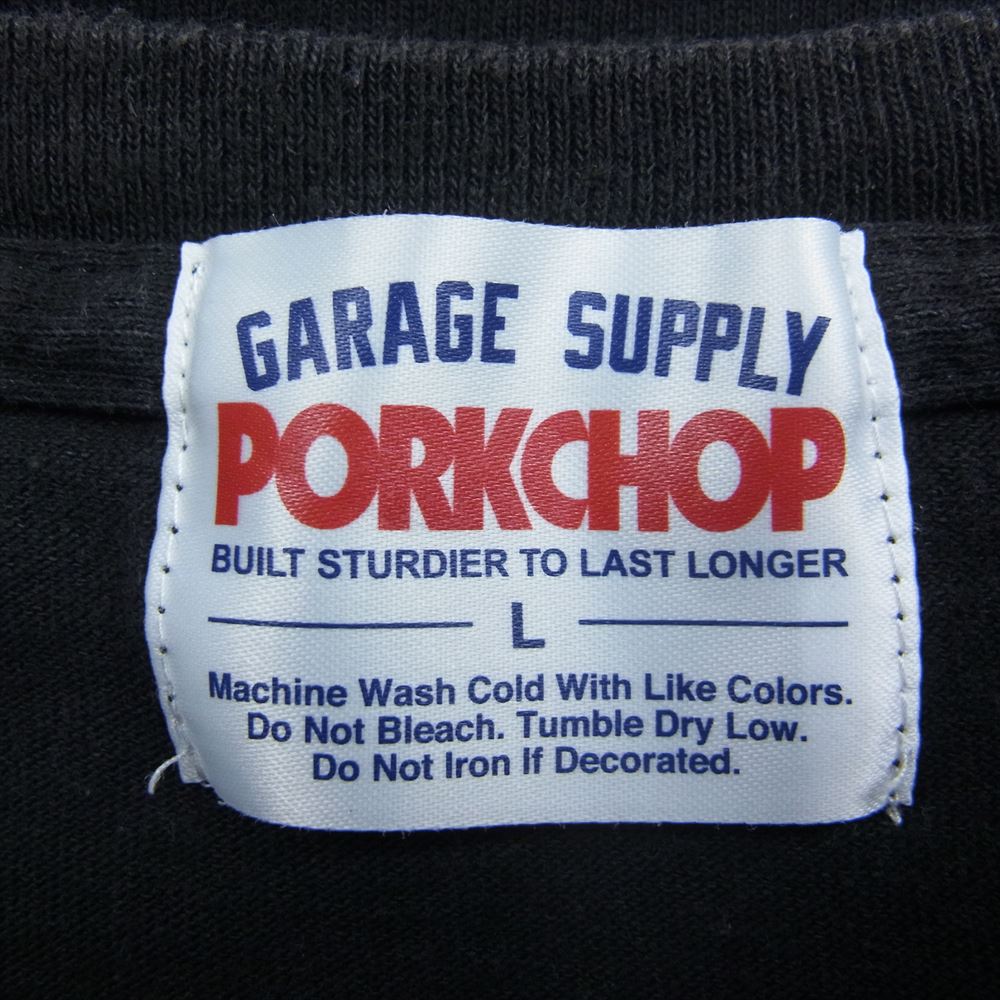 GARAGE SUPPLY
PORKCHOP
BUILT STURDIER TO LAST LONGER
L
Machine Wash Cold With Like Colors.
Do Not Bleach. Tumble Dry Low.
Do Not Iron If Decorated.